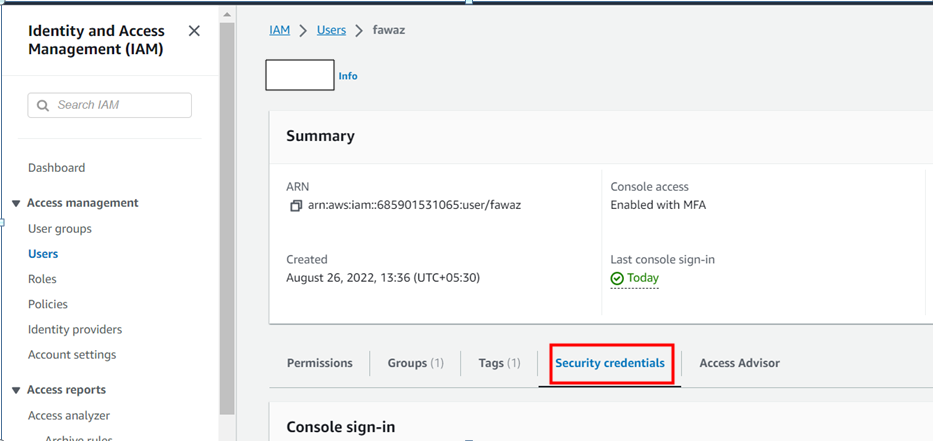 Identity and Access
Management (IAM)
Search IAM
Dashboard
Access management
User groups
Users
Roles
Policies
Identity providers
Account settings
Access reports
Access analyzer
Archive rules
IAM > Users > fawaz
Info
Summary
ARN
arn:aws:iam::685901531065:user/fawaz
Console access
Enabled with MFA
Created
August 26, 2022, 13:36 (UTC+05:30)
Last console sign-in
Today
Permissions Groups (1) Tags (1) Security credentials Access Advisor
Console sign-in